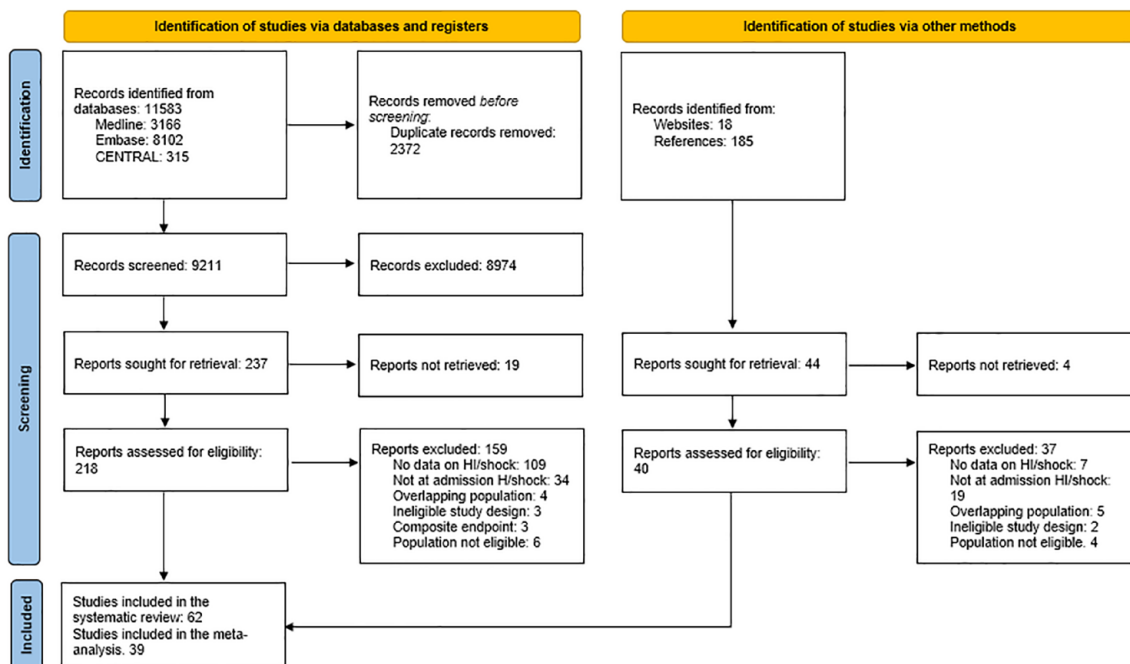 Identification of studies via databases and registers
Identification of studies via other methods
Identification
Records identified from
databases: 11583
Medline: 3166
Embase: 8102
CENTRAL: 315
Records removed before
screening:
Duplicate records removed:
2372
Records identified from:
Websites: 18
References: 185
Screening
Records screened: 9211
Records excluded: 8974
Reports sought for retrieval: 237
Reports not retrieved: 19
Reports sought for retrieval: 44
Reports not retrieved: 4
Reports assessed for eligibility:
218
Reports excluded: 159
No data on HI/shock: 109
Not at admission H/shock: 34
Overlapping population: 4
Ineligible study design: 3
Composite endpoint: 3
Population not eligible: 6
Reports assessed for eligibility:
40
Reports excluded: 37
No data on HI/shock: 7
Not at admission HI/shock:
19
Overlapping population: 5
Ineligible study design: 2
Population not eligible. 4
Included
Studies included in the
systematic review: 62
Studies included in the meta-
analysis. 39